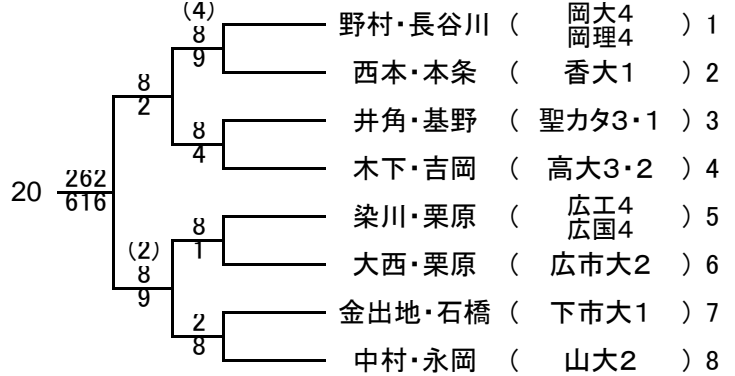 (4)
8
9
野村・長谷川 ( 岡大4 岡理4 ) 1
西本・本条 ( 香大1 ) 2
8
2
井角・基野 ( 聖カタ3・1 ) 3
8
4
木下・吉岡 ( 高大3・2 ) 4
20
262
616
染川・栗原 ( 広工4 広国4 ) 5
8
1
大西・栗原 ( 広市大2 ) 6
(2)
8
9
金出地・石橋 ( 下市大1 ) 7
2
8
中村・永岡 ( 山大2 ) 8